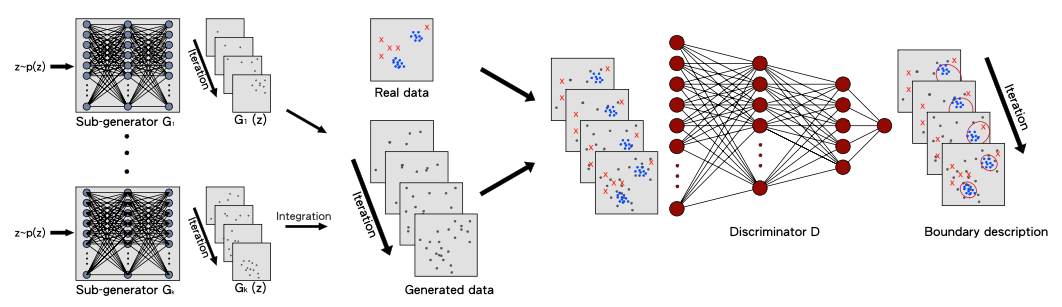 z~p(z)
Sub-generator G₁
Iteration
G₁ (z)
z~p(z)
Sub-generator Gₖ
Iteration
Gₖ (z)
Integration
Real data
Iteration
Generated data
Discriminator D
Iteration
Boundary description